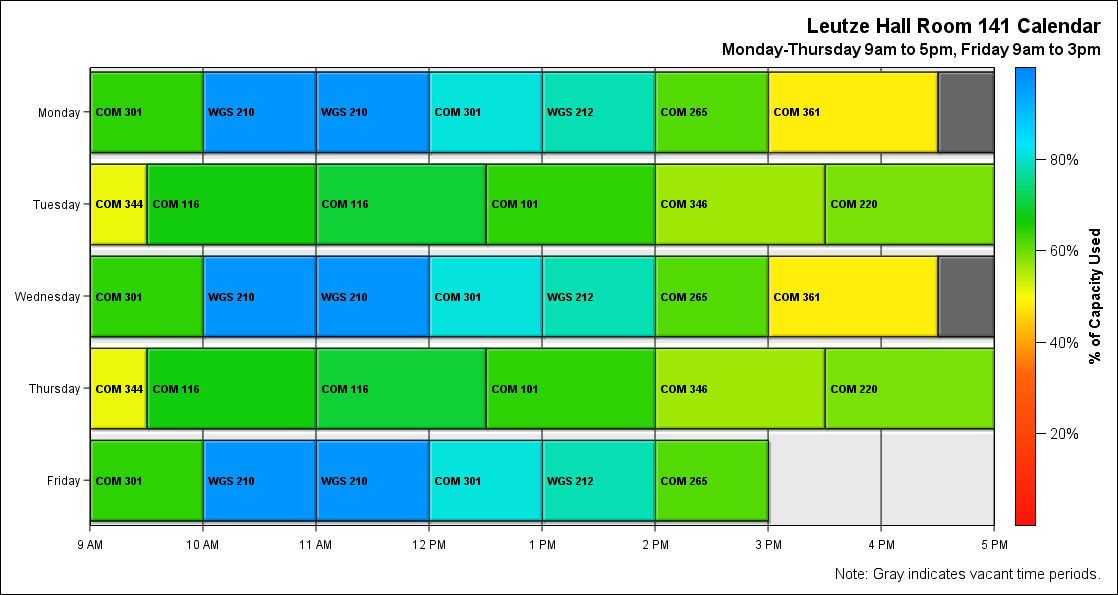 Leutze Hall Room 141 Calendar
Monday-Thursday 9am to 5pm, Friday 9am to 3pm
Monday COM 301 WGS 210 WGS 210 COM 301 WGS 212 COM 265 COM 361
80%
Tuesday COM 344 COM 116 COM 116 COM 101 COM 346 COM 220
60%
Wednesday COM 301 WGS 210 WGS 210 COM 301 WGS 212 COM 265 COM 361
% of Capacity Used
40%
Thursday COM 344 COM 116 COM 116 COM 101 COM 346 COM 220
20%
Friday COM 301 WGS 210 WGS 210 COM 301 WGS 212 COM 265
9 AM 10 AM 11 AM 12 PM 1 PM 2 PM 3 PM 4 PM 5 PM
Note: Gray indicates vacant time periods.